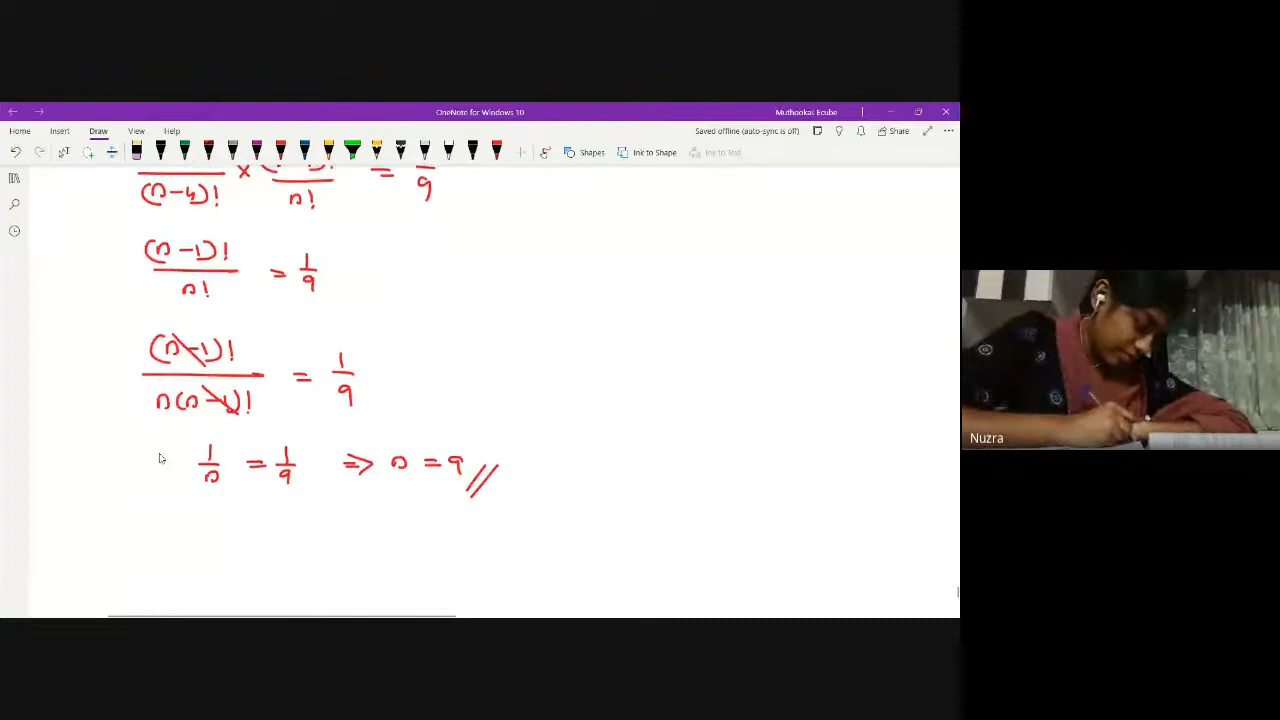 OneNote for Windows 10
Muthookas Ecube
Home Insert Draw View Help
Saved offline (auto-sync is off) Share
Shapes Ink to Shape Ink to Text
(n-4)! × n! = 1/9
(n-1)!/n! = 1/9
(n-1)!/n(n-1)! = 1/9
1/n = 1/9 => n = 9 //
Nuzra